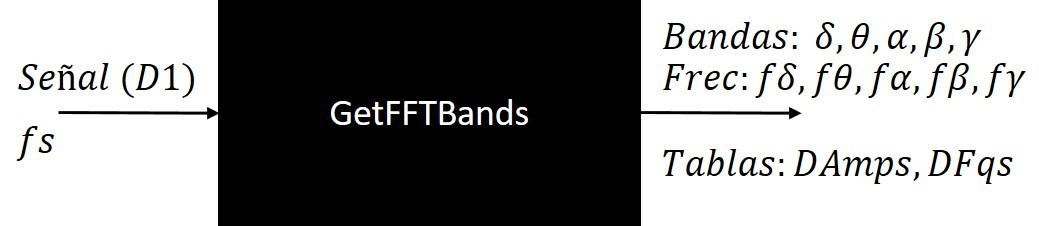 Señal (D1)
fs
GetFFTBands
Bandas: δ, θ, α, β, γ
Frec: fδ, fθ, fα, fβ, fγ
Tablas: DAmps, DFqs